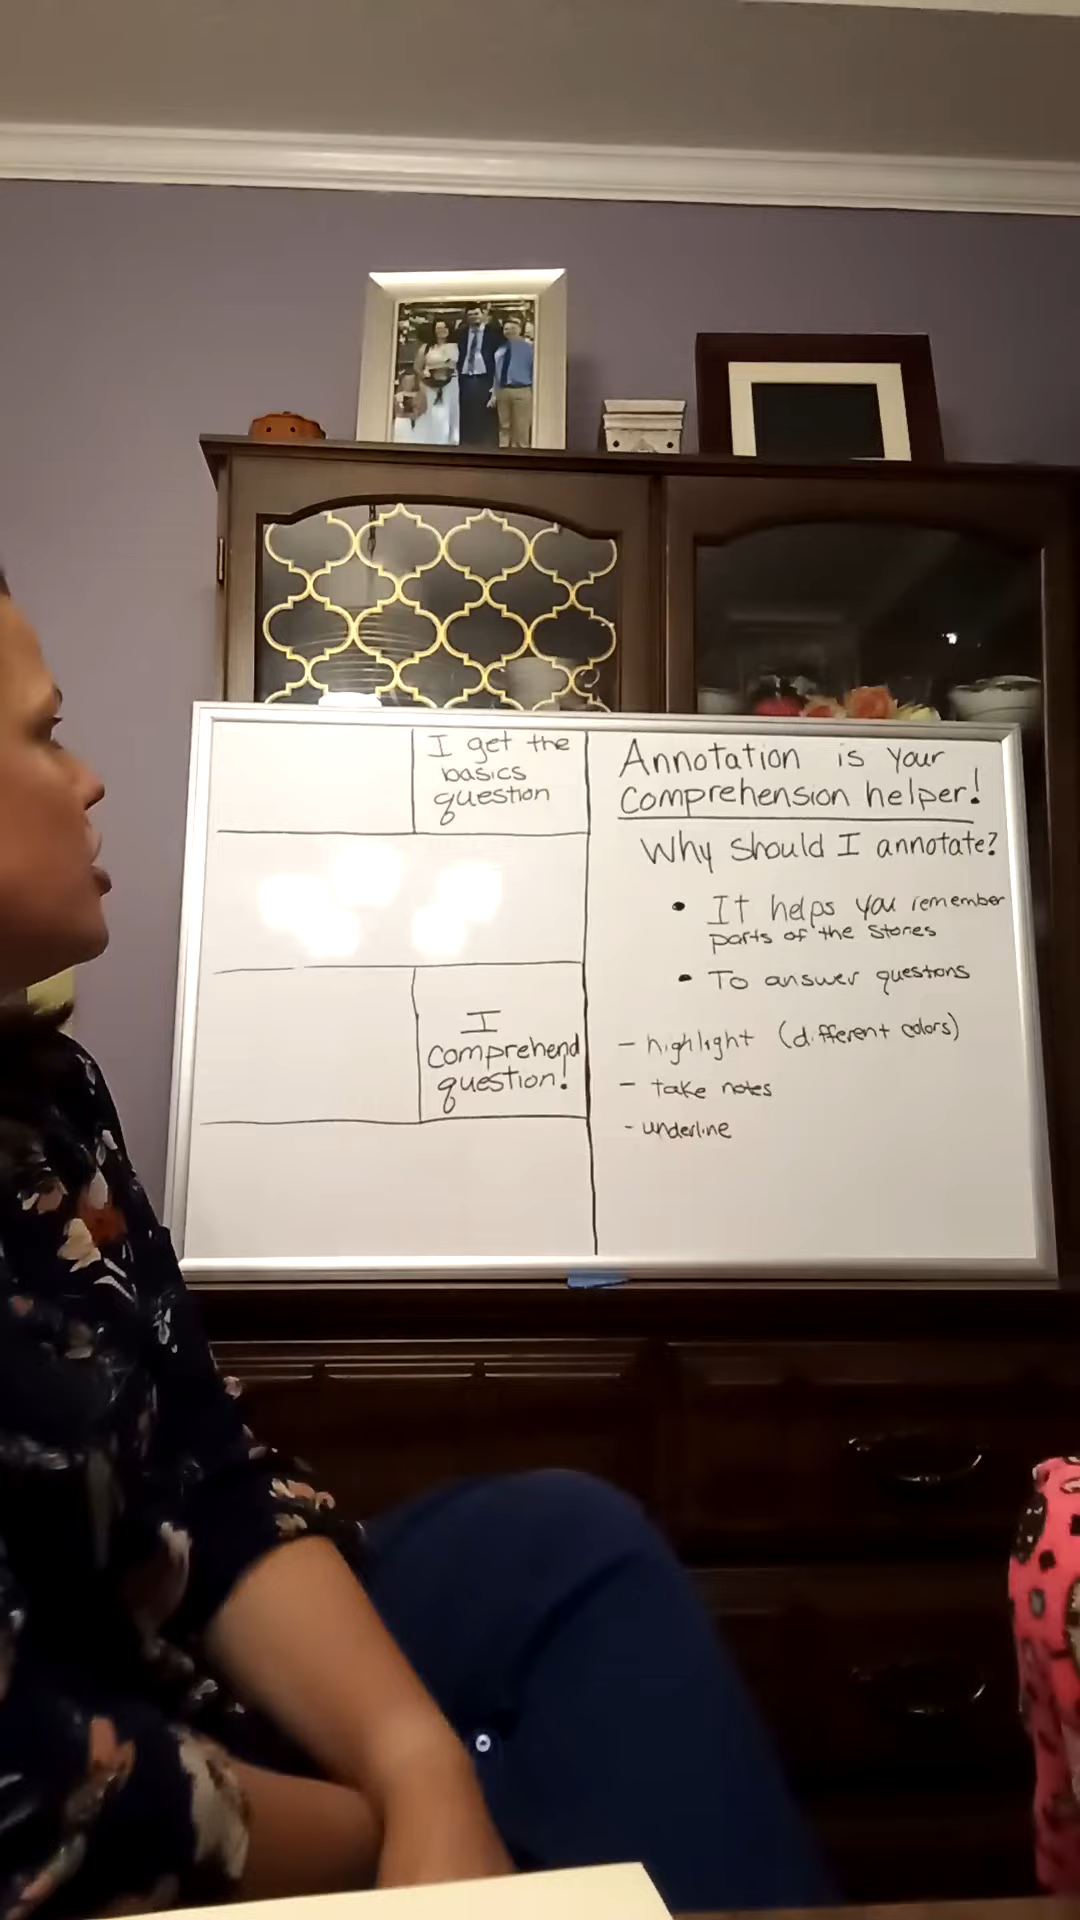 I get the
basics
question
I
comprehend
question!
Annotation is your
Comprehension helper!
Why should I annotate?
• It helps you remember
parts of the stories
• To answer questions
- highlight (different colors)
- take notes
- underline